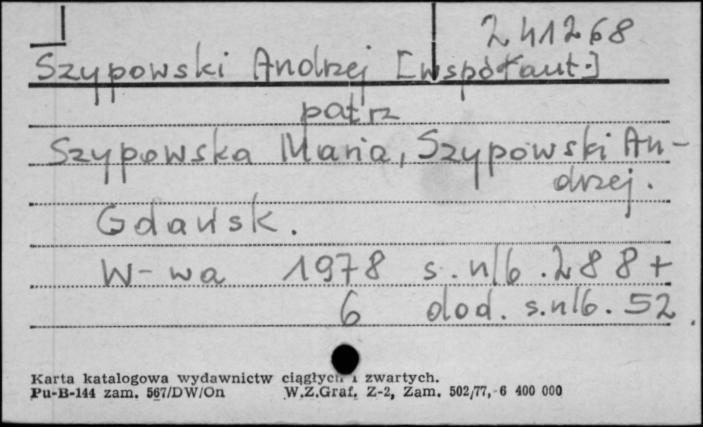 241268
Szypowski Andrzej [współaut.]
patrz
Szypowska Maria, Szypowski An-
drzej.
Gdańsk.
W-wa 1978 s. nlb. 288 +
6 dod. s. nlb. 52.
Karta katalogowa wydawnictw ciągłych i zwartych.
Pu-B-144 zam. 567/DW/On W.Z.Graf. Z-2, Zam. 502/77, 6 400 000